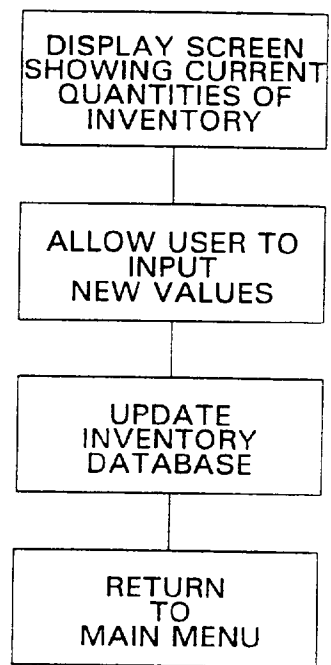 DISPLAY SCREEN
SHOWING CURRENT
QUANTITIES OF
INVENTORY
ALLOW USER TO
INPUT
NEW VALUES
UPDATE
INVENTORY
DATABASE
RETURN
TO
MAIN MENU